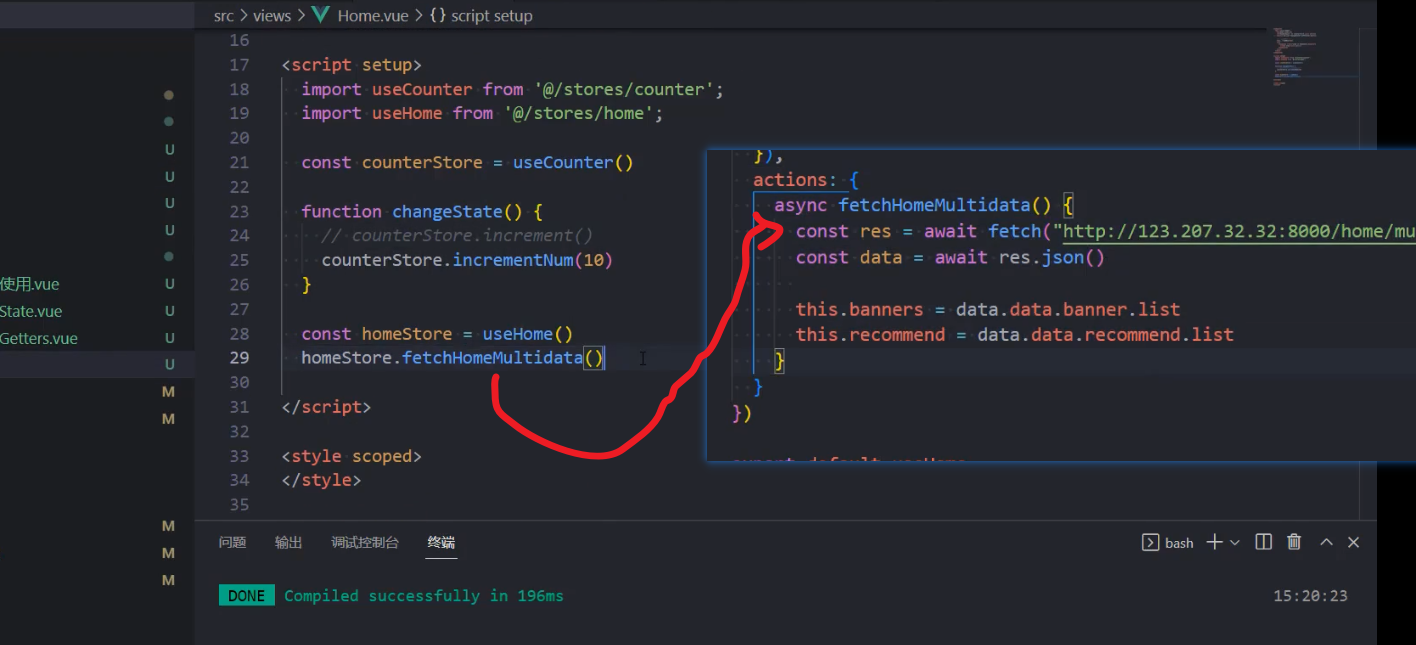 src > views > Home.vue > {} script setup
16
17 <script setup>
18 import useCounter from '@/stores/counter';
19 import useHome from '@/stores/home';
20
21 const counterStore = useCounter()
22
23 function changeState() {
24 // counterStore.increment()
25 counterStore.incrementNum(10)
26 }
27
28 const homeStore = useHome()
29 homeStore.fetchHomeMultidata()
30
31 </script>
32
33 <style scoped>
34 </style>
35
}),
actions: {
async fetchHomeMultidata() {
const res = await fetch("http://123.207.32.32:8000/home/mu
const data = await res.json()
this.banners = data.data.banner.list
this.recommend = data.data.recommend.list
}
}
})
U
U
U
U
使用.vue U
State.vue U
Getters.vue U
U
M
M
M
M
M
问题 输出 调试控制台 终端
bash
DONE Compiled successfully in 196ms 15:20:23